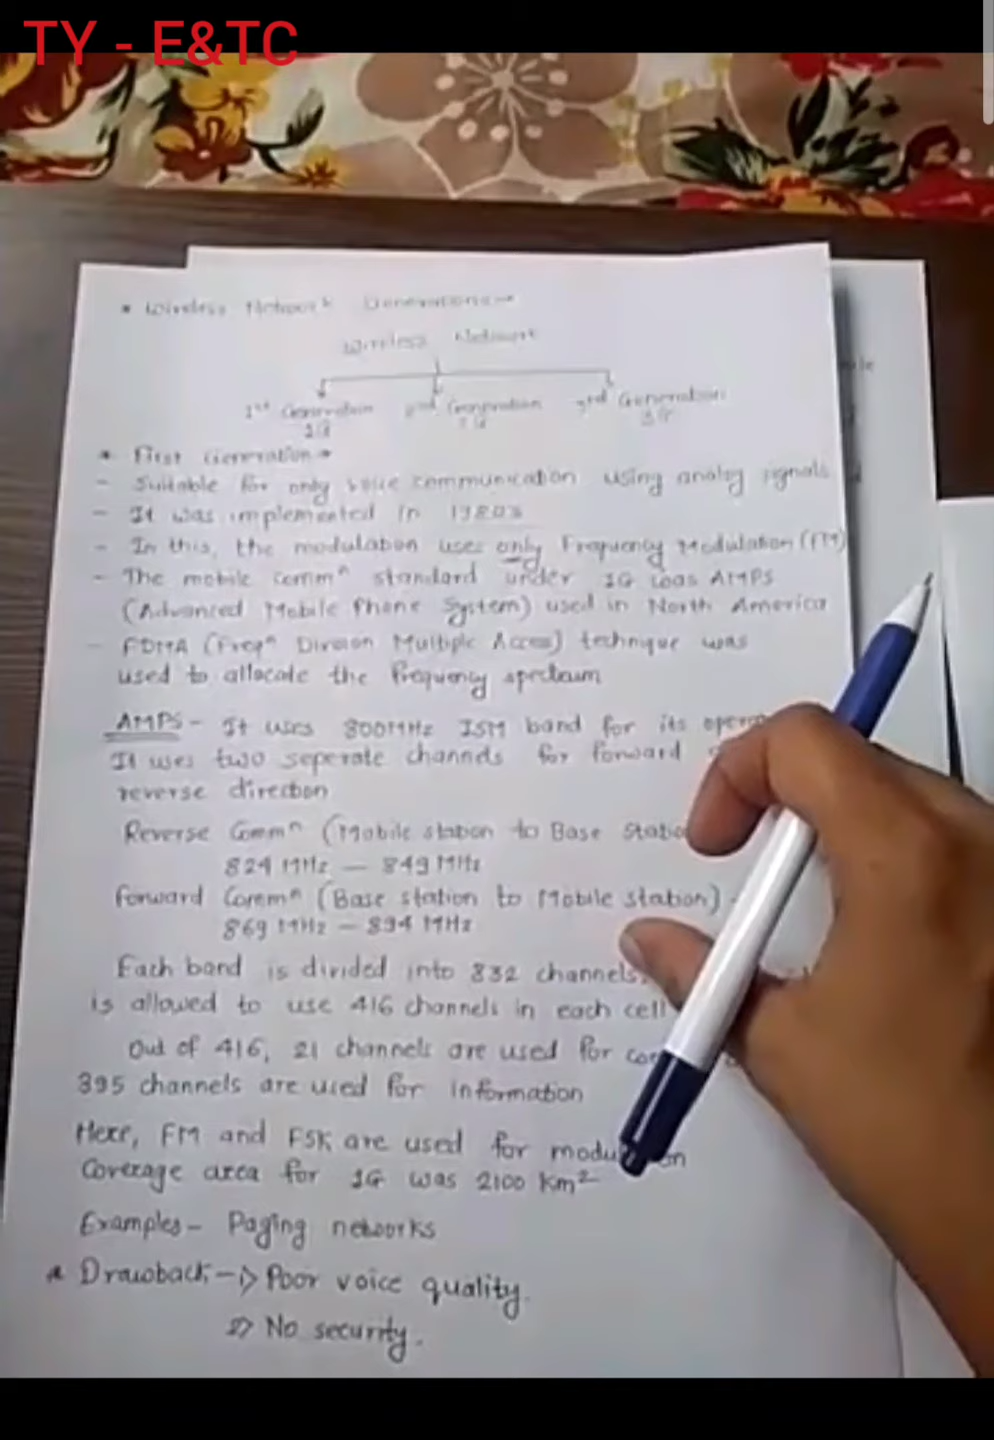 TY - E&TC
* Wireless Network Generations→
Wireless Network
1st Generation 2nd Generation 3rd Generation
1G 2G 3G
* First Generation→
- Suitable for only voice communication using analog signals
- It was implemented in 1980s
- In this, the modulation uses only Frequency Modulation (FM)
- The mobile commⁿ standard under 1G was AMPS
(Advanced Mobile Phone System) used in North America
- FDMA (Freqⁿ Division Multiple Access) technique was
used to allocate the frequency spectrum
AMPS - It uses 800MHz ISM band for its
It uses two seperate channels for forward
reverse direction
Reverse Commⁿ (Mobile station to Base
824 MHz — 849 MHz
Forward Commⁿ (Base station to Mobile station)
869 MHz — 894 MHz
Each band is divided into 832 channels.
is allowed to use 416 channels in each cell
Out of 416, 21 channels are used for
395 channels are used for information
Here, FM and FSK are used for
Coverage area for 1G was 2100 km²
Examples - Paging networks
* Drawback - 1> Poor voice quality.
2> No security.